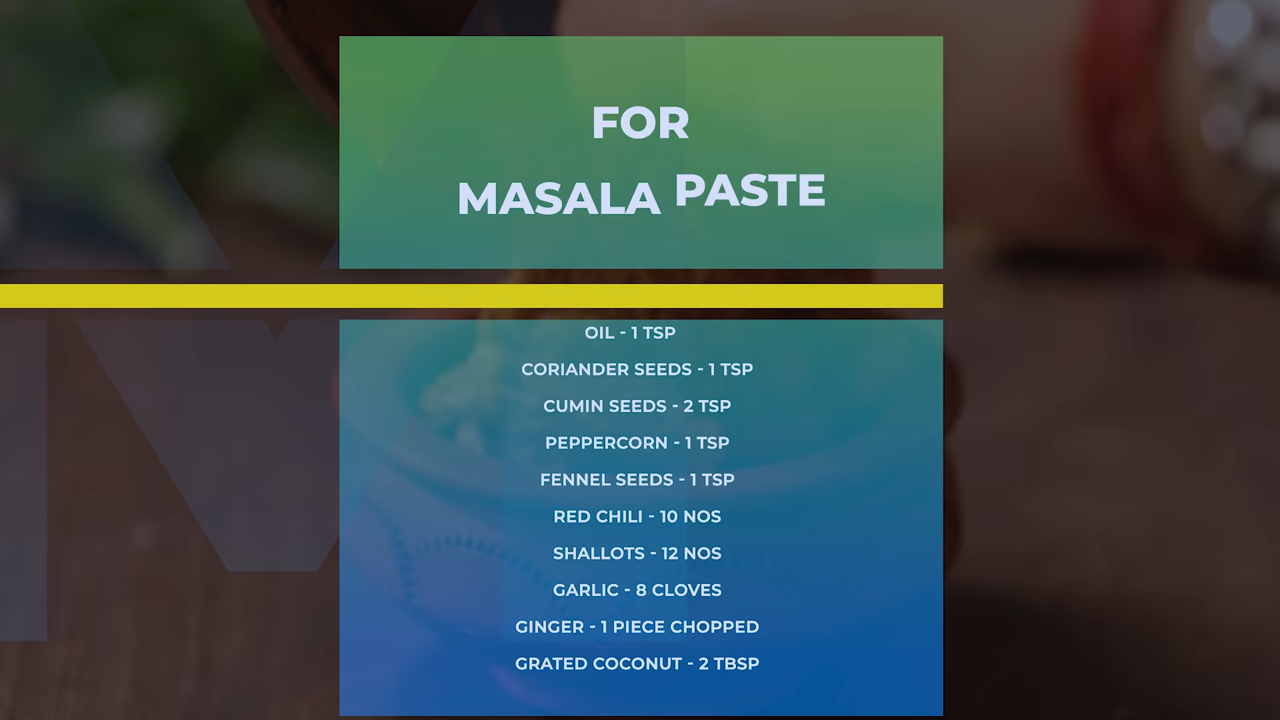 FOR
MASALA PASTE
OIL - 1 TSP
CORIANDER SEEDS - 1 TSP
CUMIN SEEDS - 2 TSP
PEPPERCORN - 1 TSP
FENNEL SEEDS - 1 TSP
RED CHILI - 10 NOS
SHALLOTS - 12 NOS
GARLIC - 8 CLOVES
GINGER - 1 PIECE CHOPPED
GRATED COCONUT - 2 TBSP